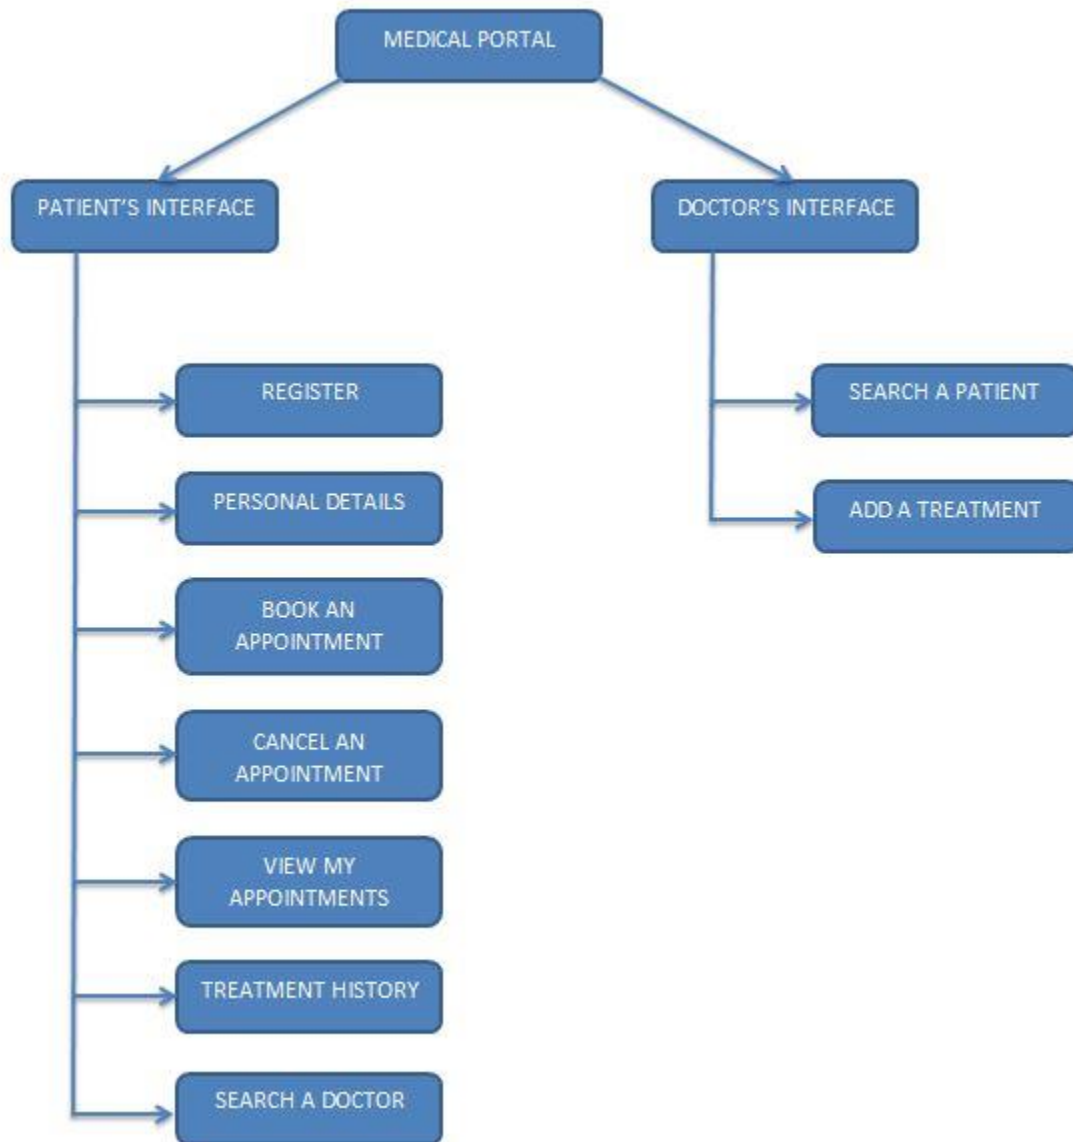 MEDICAL PORTAL
PATIENT'S INTERFACE
DOCTOR'S INTERFACE
REGISTER
PERSONAL DETAILS
BOOK AN
APPOINTMENT
CANCEL AN
APPOINTMENT
VIEW MY
APPOINTMENTS
TREATMENT HISTORY
SEARCH A DOCTOR
SEARCH A PATIENT
ADD A TREATMENT